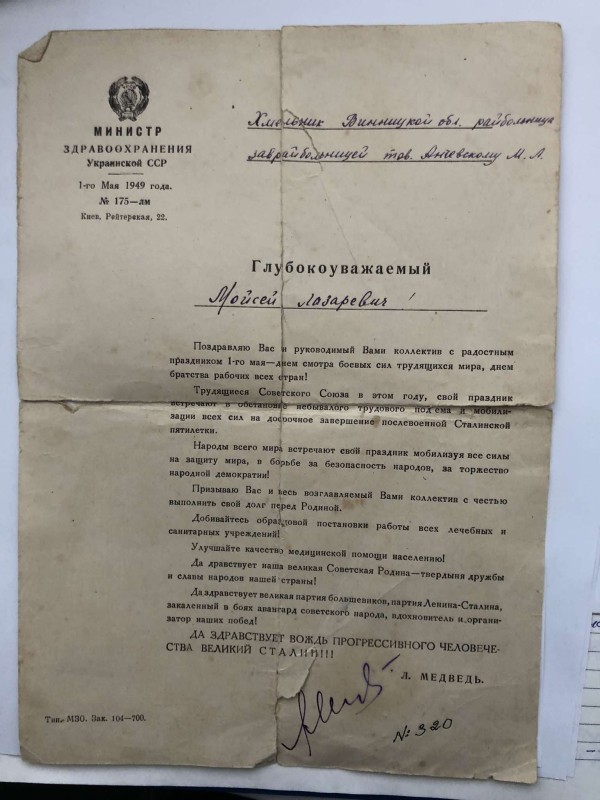 МИНИСТР
ЗДРАВООХРАНЕНИЯ
Украинской ССР
1-го Мая 1949 года.
№ 175—лм
Киев, Рейтерская, 22.
Хмельник Винницкой обл. райбольница
завройбольницей тов. Янчевскому М. Л.
Глубокоуважаемый
Мойсей Лазаревич!
Поздравляю Вас и руководимый Вами коллектив с радостным
праздником 1-го мая—днем смотра боевых сил трудящихся мира, днем
братства рабочих всех стран!
Трудящиеся Советского Союза в этом году, свой праздник
встречают в обстановке небывалого трудового под'ема и мобили-
зации всех сил на досрочное завершение послевоенной Сталинской
пятилетки.
Народы всего мира встречают свой праздник мобилизуя все силы
на защиту мира, в борьбе за безопасность народов, за торжество
народной демократии!
Призываю Вас и весь возглавляемый Вами коллектив с честью
выполнить свой долг перед Родиной.
Добивайтесь образцовой постановки работы всех лечебных и
санитарных учреждений!
Улучшайте качество медицинской помощи населению!
Да дравствует наша великая Советская Родина—твердыня дружбы
и славы народов нашей страны!
Да здравствует великая партия большевиков, партия Ленина-Сталина,
закаленный в боях авангард советского народа, вдохновитель и органи-
затор наших побед!
ДА ЗДРАВСТВУЕТ ВОЖДЬ ПРОГРЕССИВНОГО ЧЕЛОВЕЧЕ-
СТВА ВЕЛИКИЙ СТАЛИН!!!
Л. МЕДВЕДЬ.
№ 320
Тип. МЗО. Зак. 104—700.